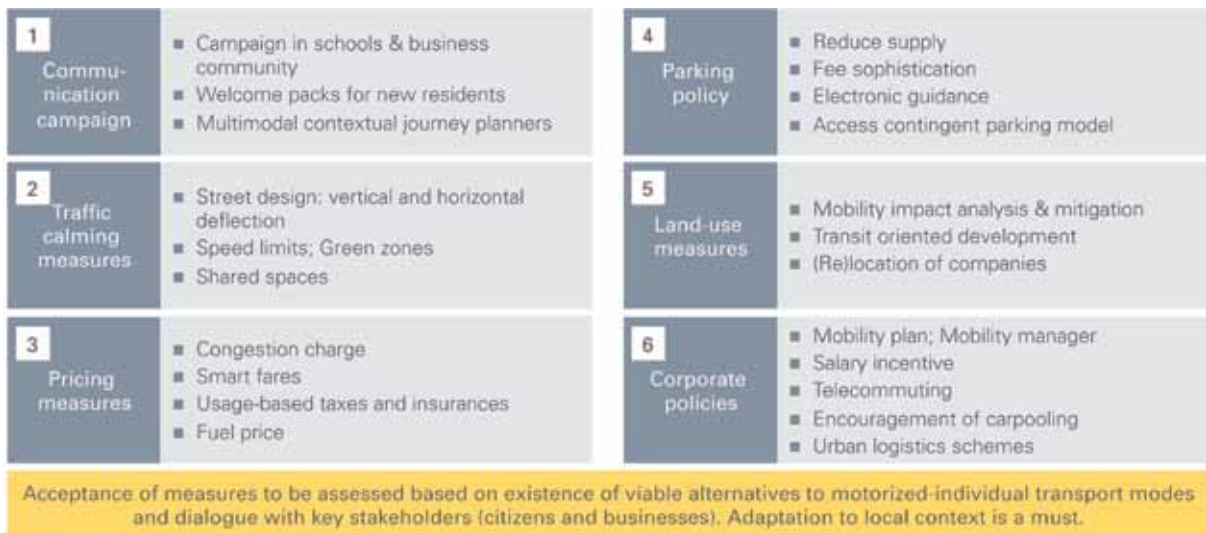 1
Commu-
nication
campaign
■ Campaign in schools & business
community
■ Welcome packs for new residents
■ Multimodal contextual journey planners
2
Traffic
calming
measures
■ Street design: vertical and horizontal
deflection
■ Speed limits; Green zones
■ Shared spaces
3
Pricing
measures
■ Congestion charge
■ Smart fares
■ Usage-based taxes and insurances
■ Fuel price
4
Parking
policy
■ Reduce supply
■ Fee sophistication
■ Electronic guidance
■ Access contingent parking model
5
Land-use
measures
■ Mobility impact analysis & mitigation
■ Transit oriented development
■ (Re)location of companies
6
Corporate
policies
■ Mobility plan; Mobility manager
■ Salary incentive
■ Telecommuting
■ Encouragement of carpooling
■ Urban logistics schemes
Acceptance of measures to be assessed based on existence of viable alternatives to motorized-individual transport modes
and dialogue with key stakeholders (citizens and businesses). Adaptation to local context is a must.